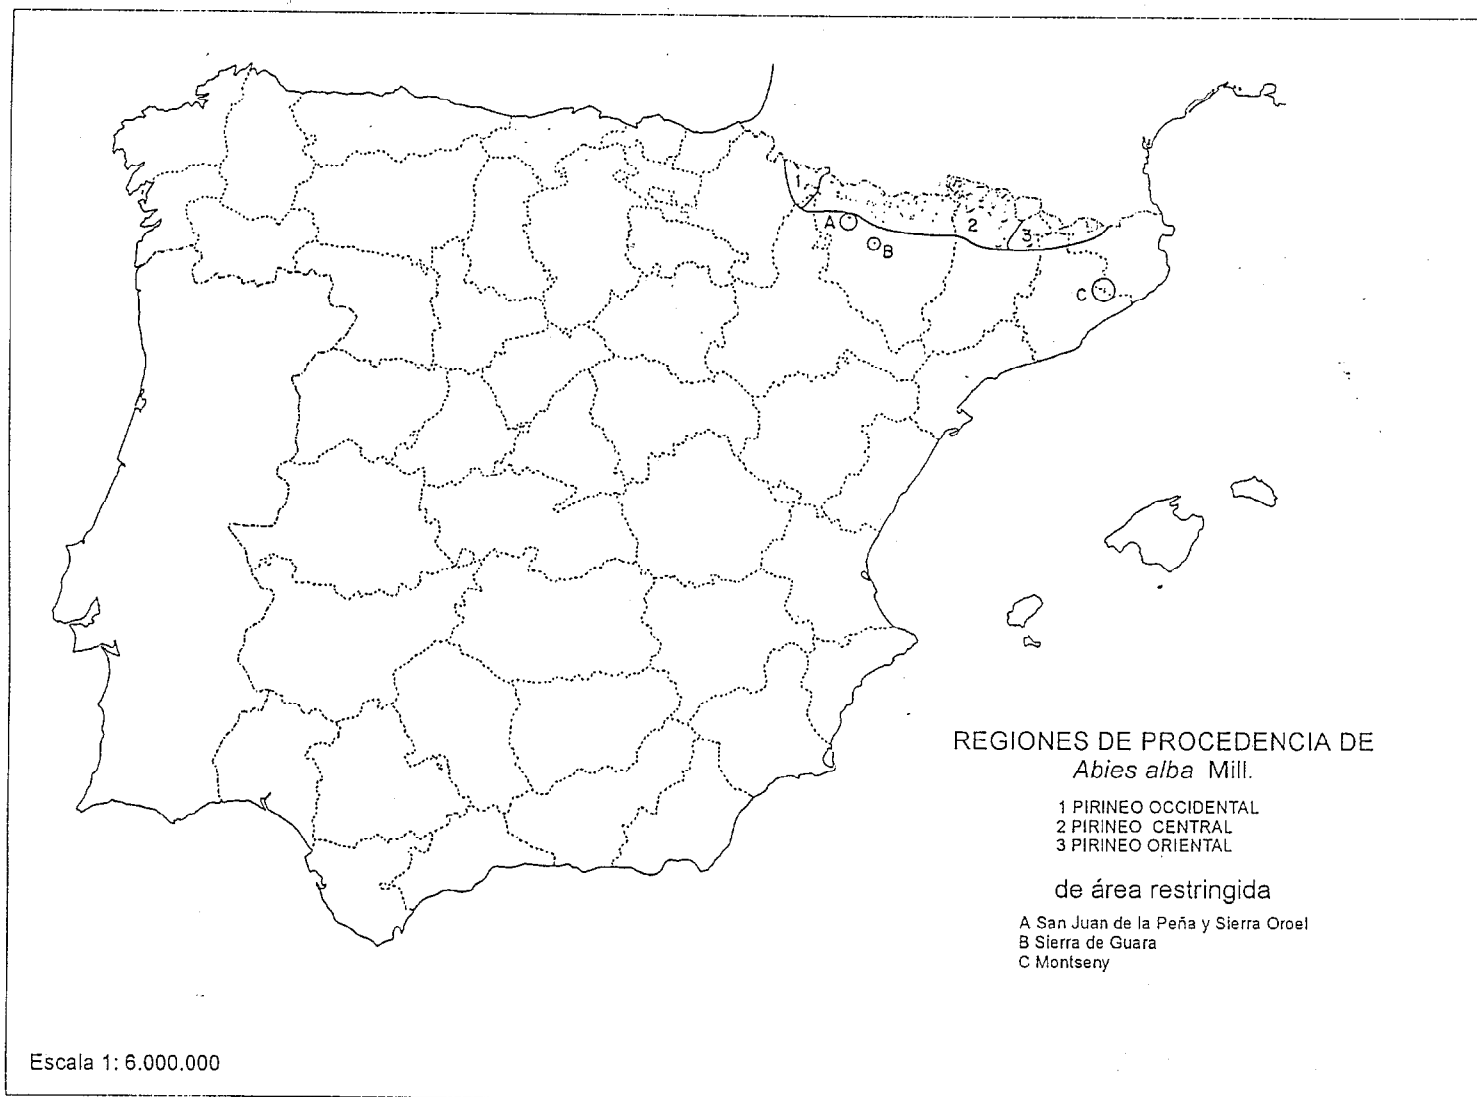 1
A
B
2
3
C
REGIONES DE PROCEDENCIA DE
Abies alba Mill.
1 PIRINEO OCCIDENTAL
2 PIRINEO CENTRAL
3 PIRINEO ORIENTAL
de área restringida
A San Juan de la Peña y Sierra Oroel
B Sierra de Guara
C Montseny
Escala 1: 6.000.000